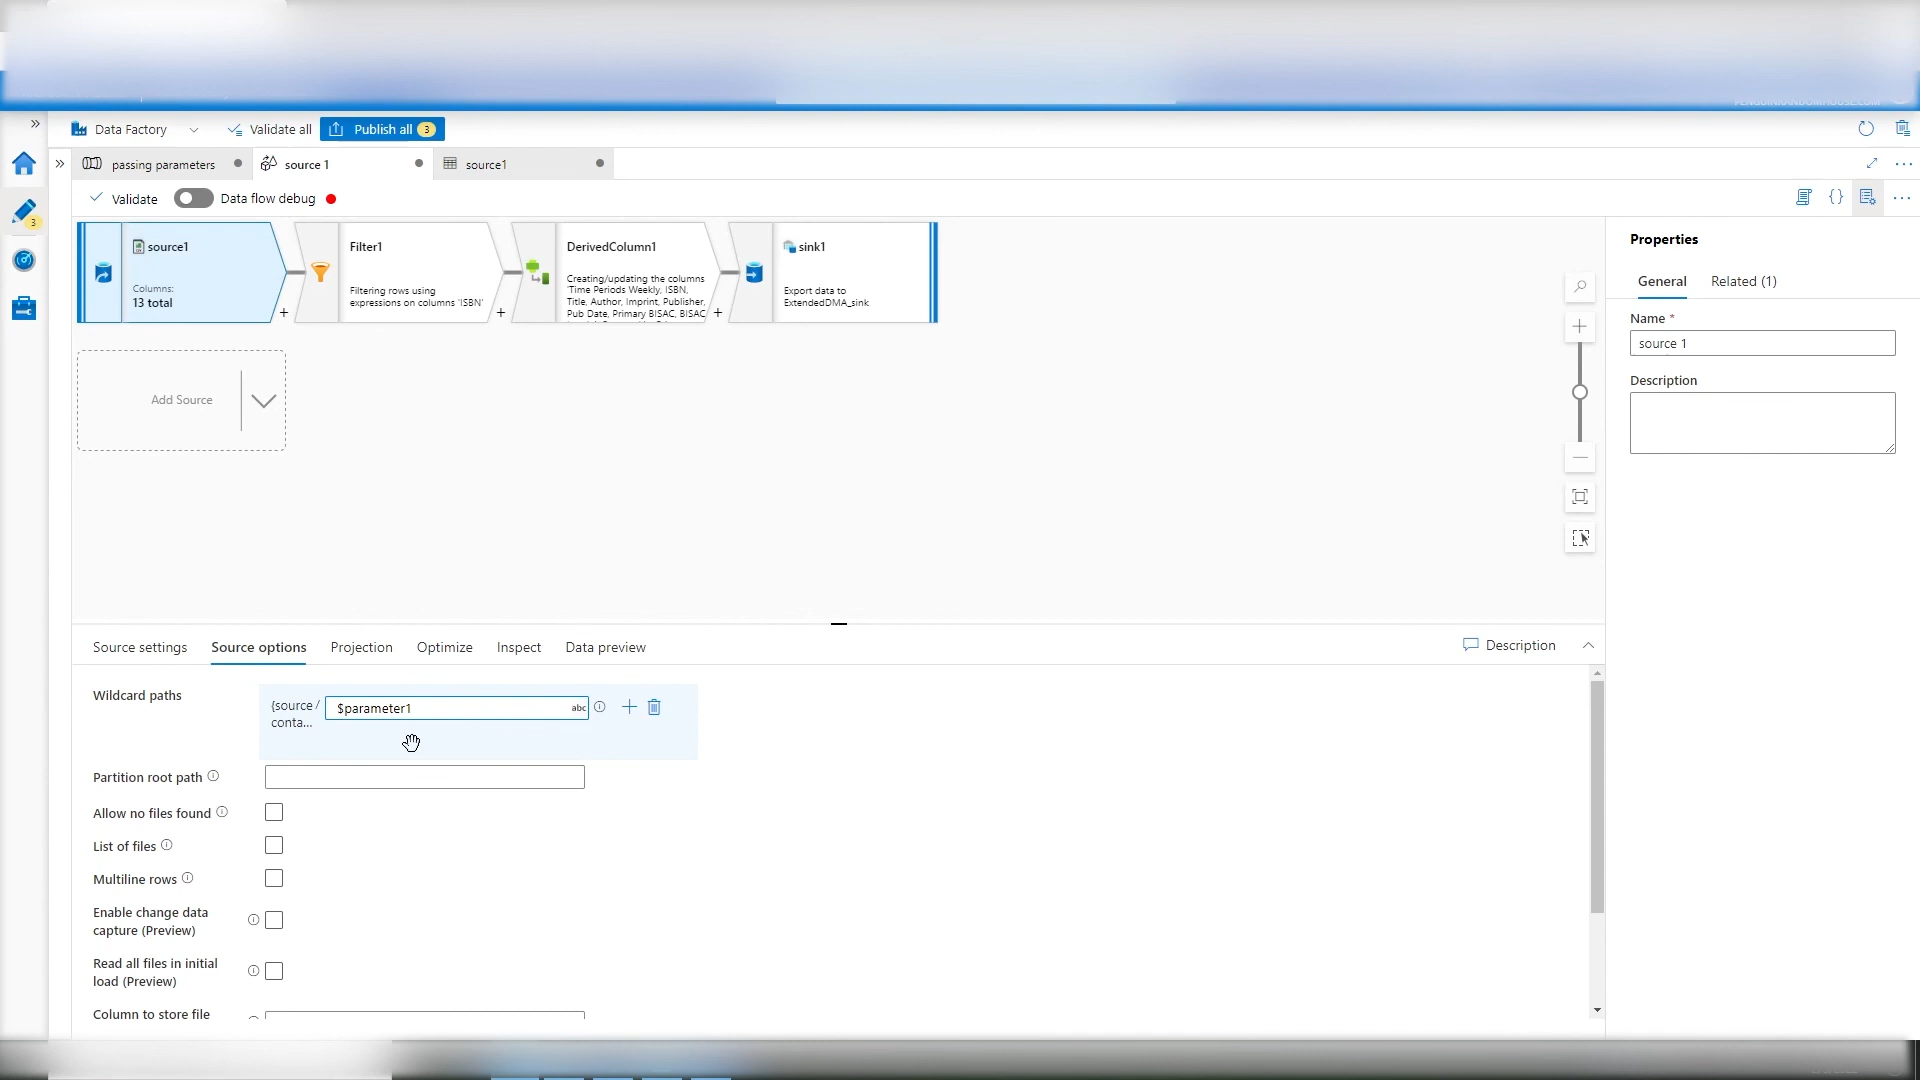 Data Factory
Validate all
Publish all 3
passing parameters
source 1
source1
Validate
Data flow debug
3
source1
Columns:
13 total
+
Filter1
Filtering rows using
expressions on columns 'ISBN'
+
DerivedColumn1
Creating/updating the columns
'Time Periods Weekly, ISBN,
Title, Author, Imprint, Publisher,
Pub Date, Primary BISAC, BISAC
+
sink1
Export data to
ExtendedDMA_sink
Add Source
Properties
General
Related (1)
Name *
source 1
Description
Source settings
Source options
Projection
Optimize
Inspect
Data preview
Description
Wildcard paths
{source /
conta...
$parameter1
abc
Partition root path
Allow no files found
List of files
Multiline rows
Enable change data
capture (Preview)
Read all files in initial
load (Preview)
Column to store file